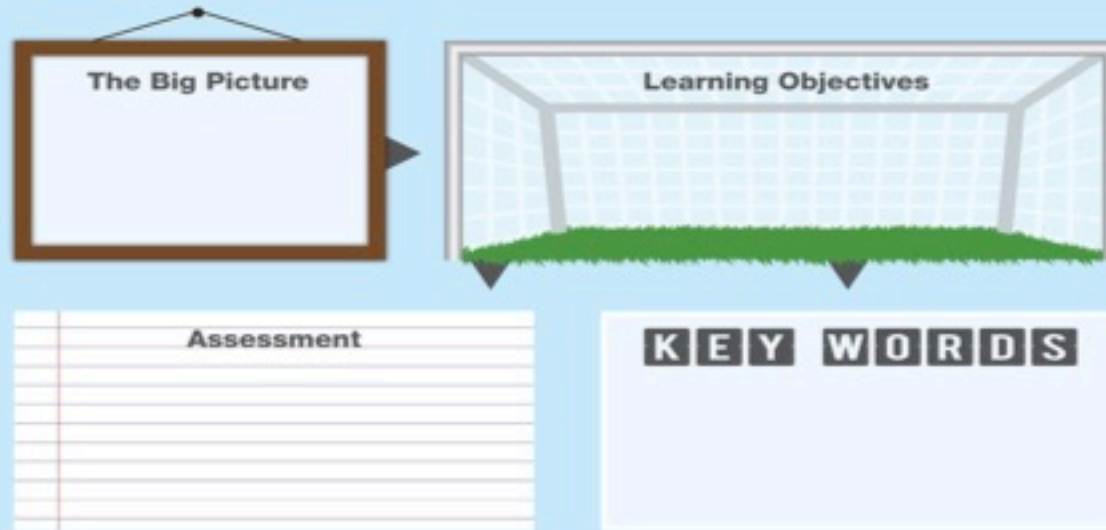 The Big Picture
Learning Objectives
Assessment
KEY WORDS